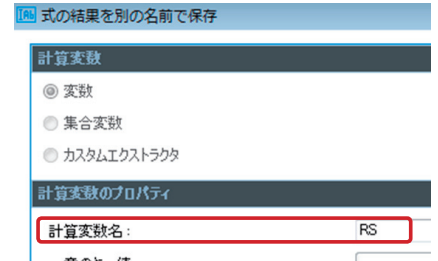 式の結果を別の名前で保存
計算変数
変数
集合変数
カスタムエクストラクタ
計算変数のプロパティ
計算変数名: RS